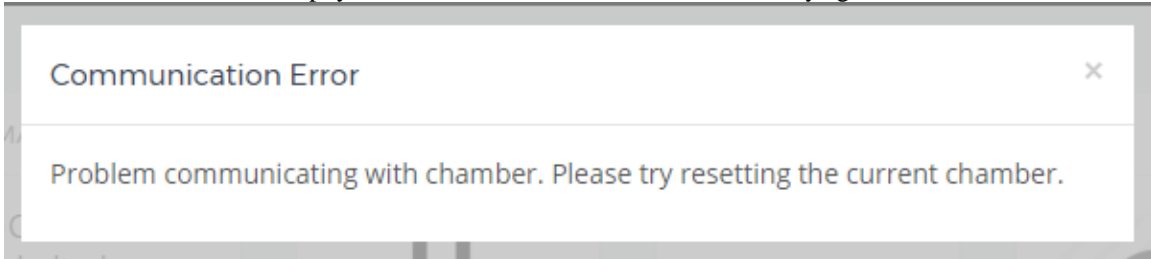 Communication Error
×
Problem communicating with chamber. Please try resetting the current chamber.